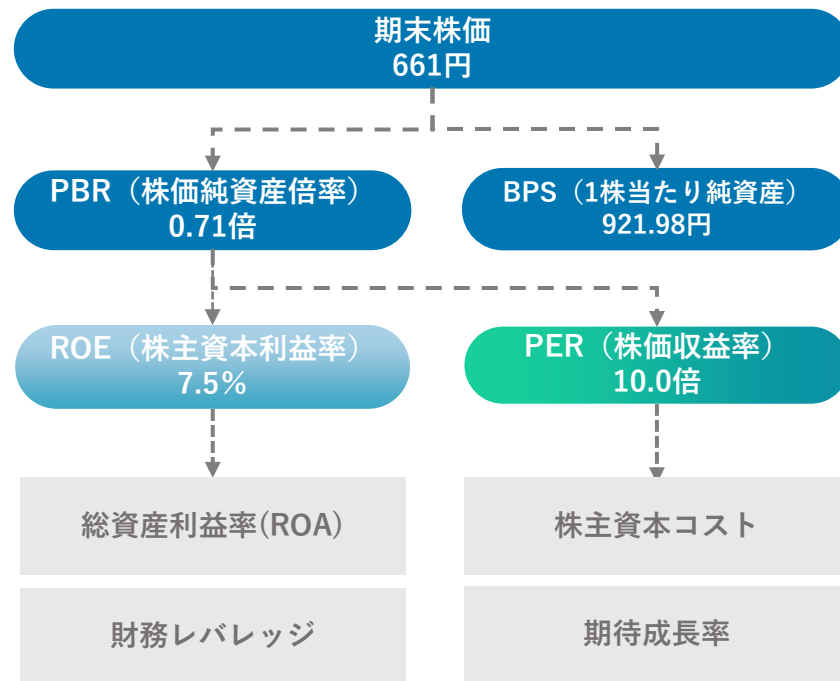 期末株価
661円
PBR（株価純資産倍率）
0.71倍
BPS（1株当たり純資産）
921.98円
ROE（株主資本利益率）
7.5%
PER（株価収益率）
10.0倍
総資産利益率(ROA)
株主資本コスト
財務レバレッジ
期待成長率